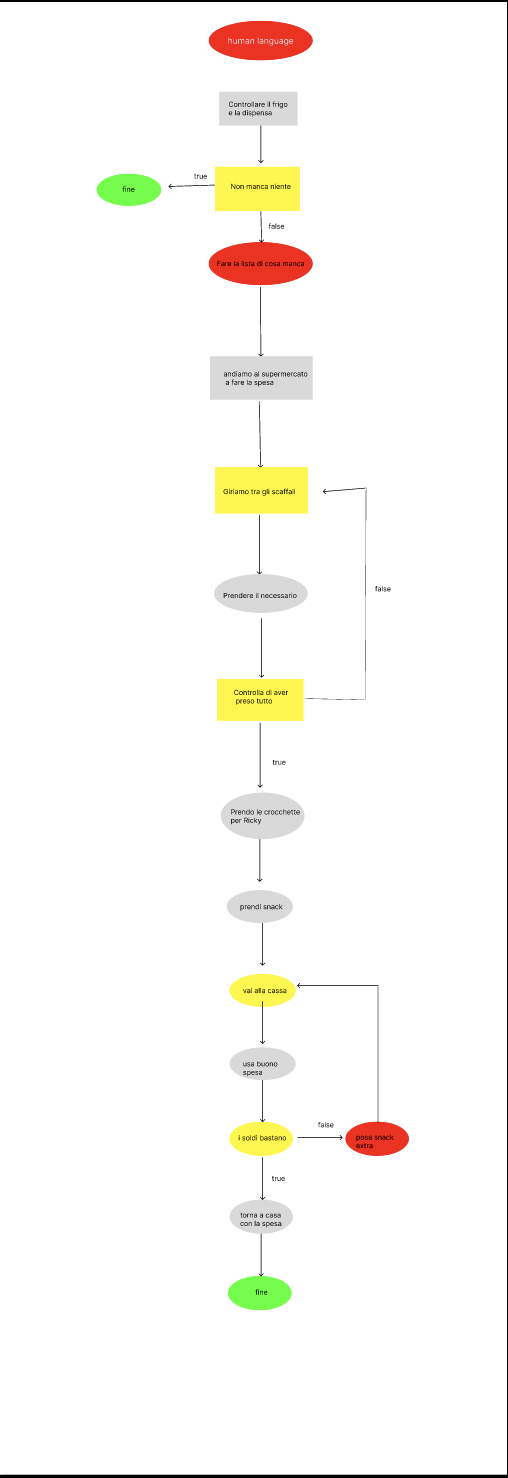 human language
Controllare il frigo
e la dispensa
true
fine
Non manca niente
false
Fare la lista di cosa manca
andiamo al supermercato
a fare la spesa
Giriamo tra gli scaffali
false
Prendere il necessario
Controlla di aver
preso tutto
true
Prendo le crocchette
per Ricky
prendi snack
vai alla cassa
usa buono
spesa
i soldi bastano
false
posa snack
extra
true
torna a casa
con la spesa
fine